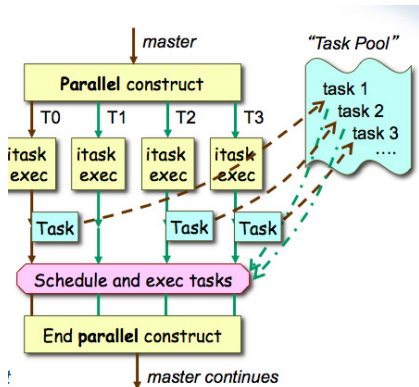 master
"Task Pool"
Parallel construct
task 1
task 2
task 3
....
T0 T1 T2 T3
itask exec
itask exec
itask exec
itask exec
Task Task Task
Schedule and exec tasks
End parallel construct
master continues